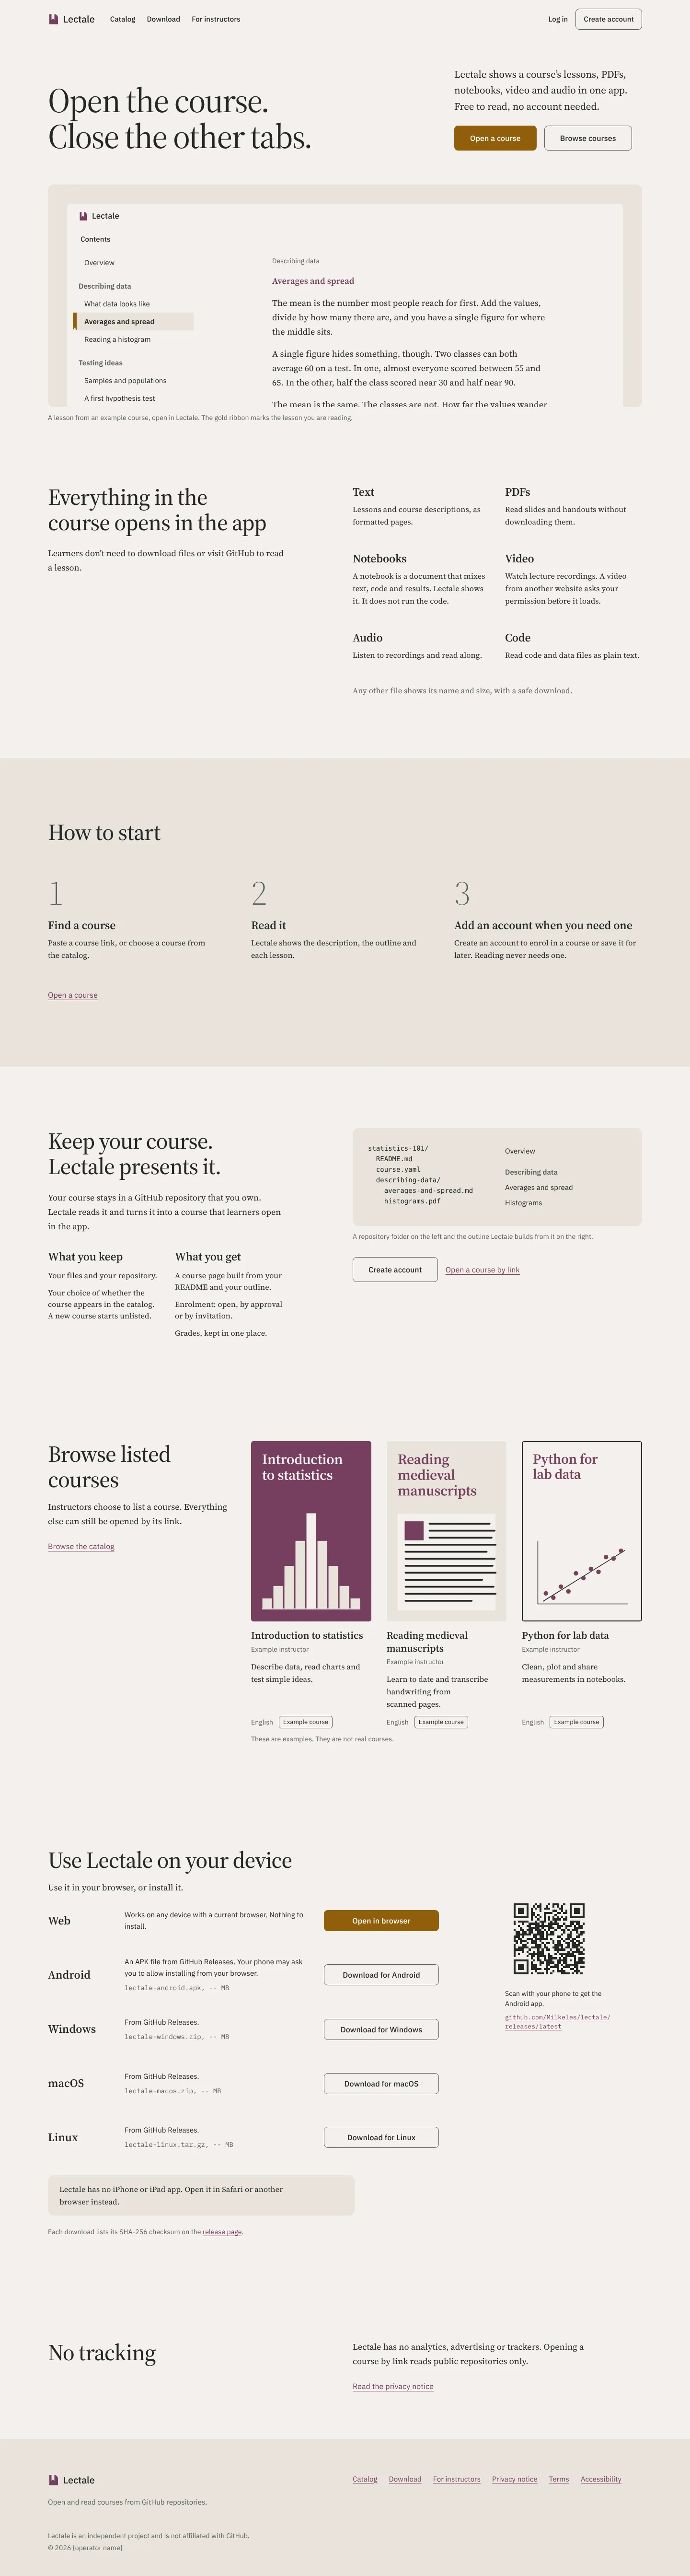 Lectale
Catalog
Download
For instructors
Log in
Create account
Open the course.
Close the other tabs.
Lectale shows a course's lessons, PDFs,
notebooks, video and audio in one app.
Free to read, no account needed.
Open a course
Browse courses
Lectale
Contents
Overview
Describing data
What data looks like
Averages and spread
Reading a histogram
Testing ideas
Samples and populations
A first hypothesis test
Describing data
Averages and spread
The mean is the number most people reach for first. Add the values,
divide by how many there are, and you have a single figure for where
the middle sits.
A single figure hides something, though. Two classes can both
average 60 on a test. In one, almost everyone scored between 55 and
65. In the other, half the class scored near 30 and half near 90.
The mean is the same. The classes are not. How far the values wander
A lesson from an example course, open in Lectale. The gold ribbon marks the lesson you are reading.
Everything in the
course opens in the app
Learners don't need to download files or visit GitHub to read
a lesson.
Text
Lessons and course descriptions, as
formatted pages.
PDFs
Read slides and handouts without
downloading them.
Notebooks
A notebook is a document that mixes
text, code and results. Lectale shows
it. It does not run the code.
Video
Watch lecture recordings. A video
from another website asks your
permission before it loads.
Audio
Listen to recordings and read along.
Code
Read code and data files as plain text.
Any other file shows its name and size, with a safe download.
How to start
1
Find a course
Paste a course link, or choose a course from
the catalog.
2
Read it
Lectale shows the description, the outline and
each lesson.
3
Add an account when you need one
Create an account to enrol in a course or save it for
later. Reading never needs one.
Open a course
Keep your course.
Lectale presents it.
Your course stays in a GitHub repository that you own.
Lectale reads it and turns it into a course that learners open
in the app.
What you keep
Your files and your repository.
Your choice of whether the
course appears in the catalog.
A new course starts unlisted.
What you get
A course page built from your
README and your outline.
Enrolment: open, by approval
or by invitation.
Grades, kept in one place.
statistics-101/
README.md
course.yaml
describing-data/
averages-and-spread.md
histograms.pdf
Overview
Describing data
Averages and spread
Histograms
A repository folder on the left and the outline Lectale builds from it on the right.
Create account
Open a course by link
Browse listed
courses
Instructors choose to list a course. Everything
else can still be opened by its link.
Browse the catalog
Introduction
to statistics
Introduction to statistics
Example instructor
Describe data, read charts and
test simple ideas.
English
Example course
Reading
medieval
manuscripts
Reading medieval
manuscripts
Example instructor
Learn to date and transcribe
handwriting from
scanned pages.
English
Example course
Python for
lab data
Python for lab data
Example instructor
Clean, plot and share
measurements in notebooks.
English
Example course
These are examples. They are not real courses.
Use Lectale on your device
Use it in your browser, or install it.
Web
Works on any device with a current browser. Nothing to
install.
Open in browser
Android
An APK file from GitHub Releases. Your phone may ask
you to allow installing from your browser.
lectale-android.apk, -- MB
Download for Android
Windows
From GitHub Releases.
lectale-windows.zip, -- MB
Download for Windows
macOS
From GitHub Releases.
lectale-macos.zip, -- MB
Download for macOS
Linux
From GitHub Releases.
lectale-linux.tar.gz, -- MB
Download for Linux
Scan with your phone to get the
Android app.
github.com/Milkeles/lectale/
releases/latest
Lectale has no iPhone or iPad app. Open it in Safari or another
browser instead.
Each download lists its SHA-256 checksum on the release page.
No tracking
Lectale has no analytics, advertising or trackers. Opening a
course by link reads public repositories only.
Read the privacy notice
Lectale
Open and read courses from GitHub repositories.
Catalog
Download
For instructors
Privacy notice
Terms
Accessibility
Lectale is an independent project and is not affiliated with GitHub.
© 2026 {operator name}